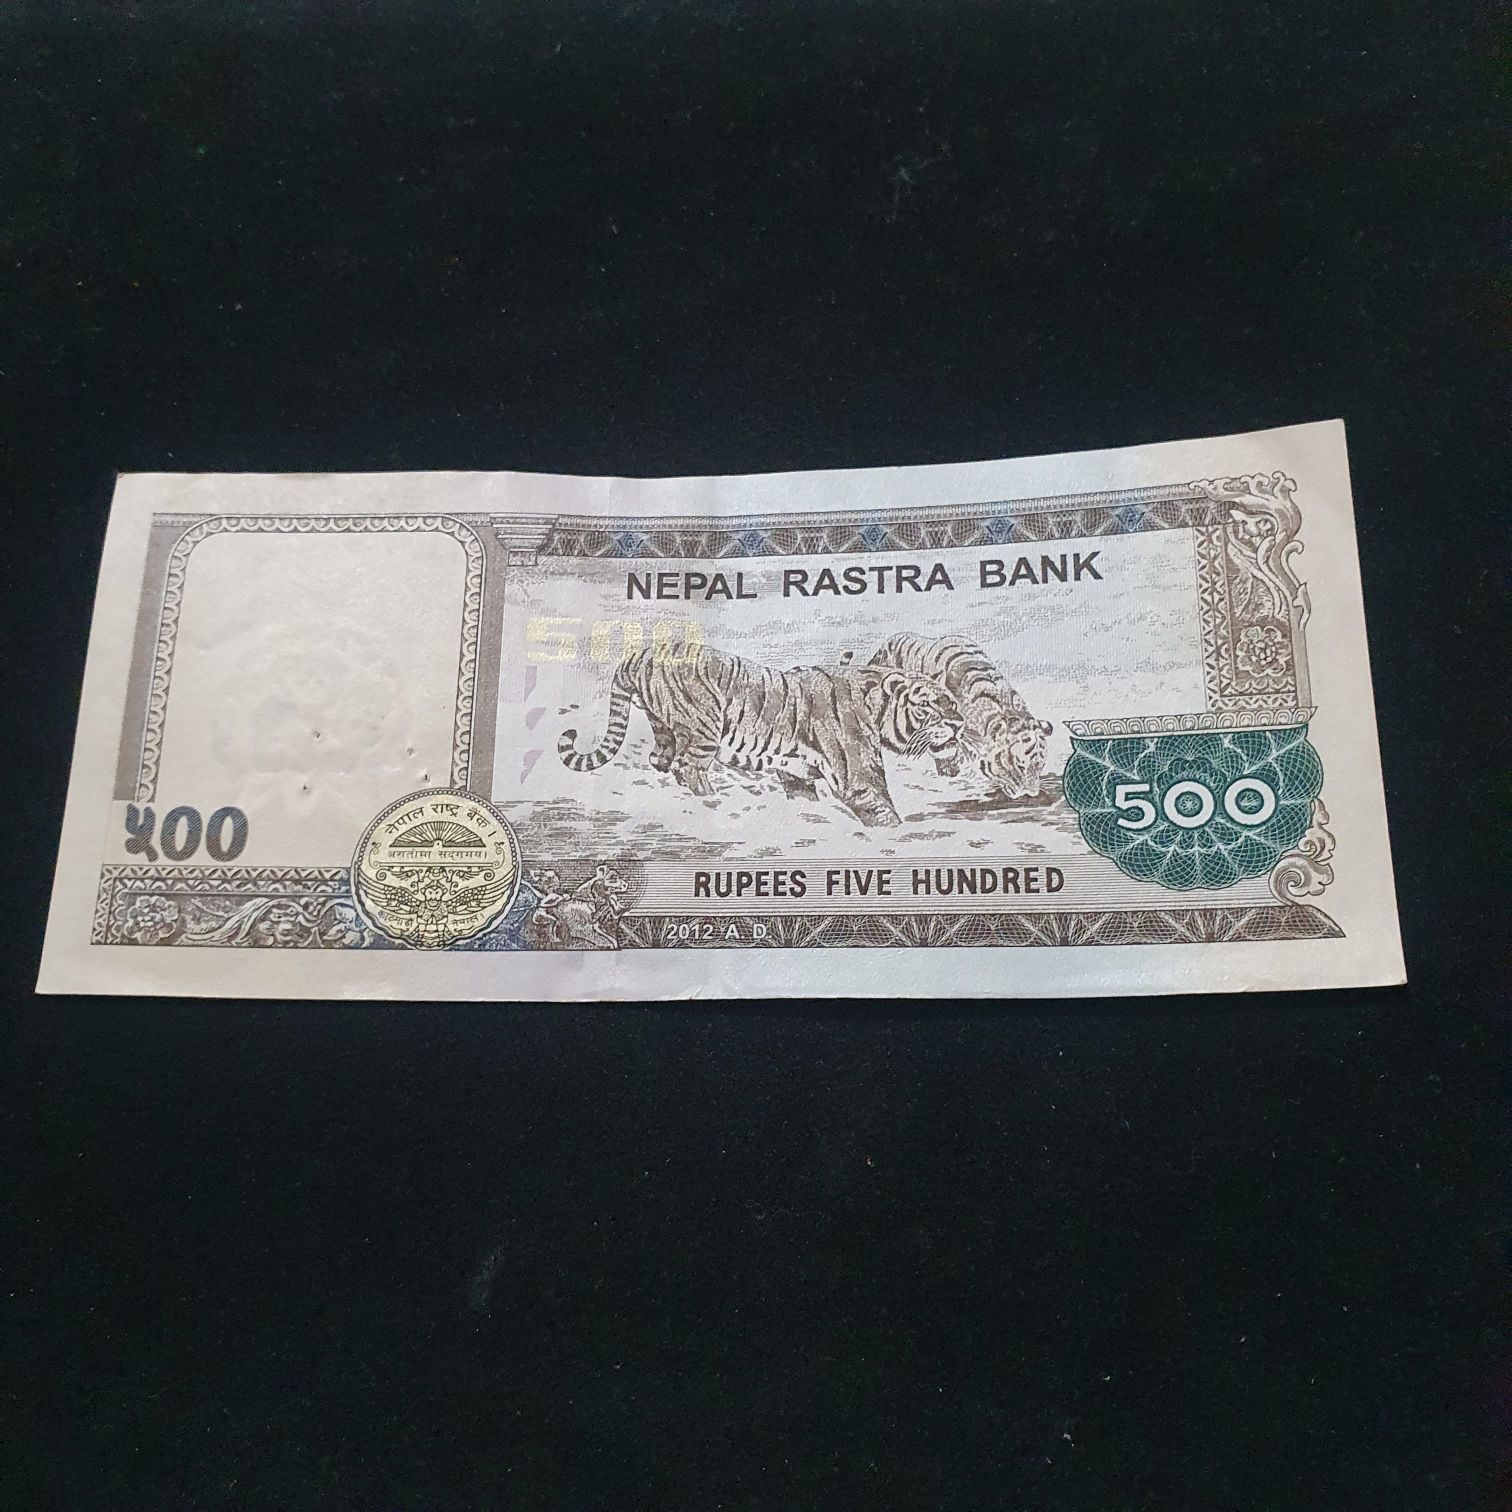 NEPAL RASTRA BANK
500
५00
नेपाल राष्ट्र बैंक।
500
RUPEES FIVE HUNDRED
2012 A D